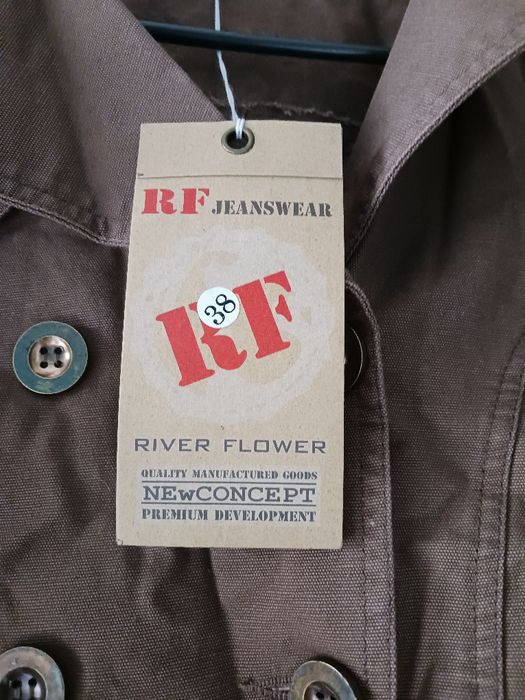 RF JEANSWEAR
RF
38
RIVER FLOWER
QUALITY MANUFACTURED GOODS
NEwCONCEPT
PREMIUM DEVELOPMENT